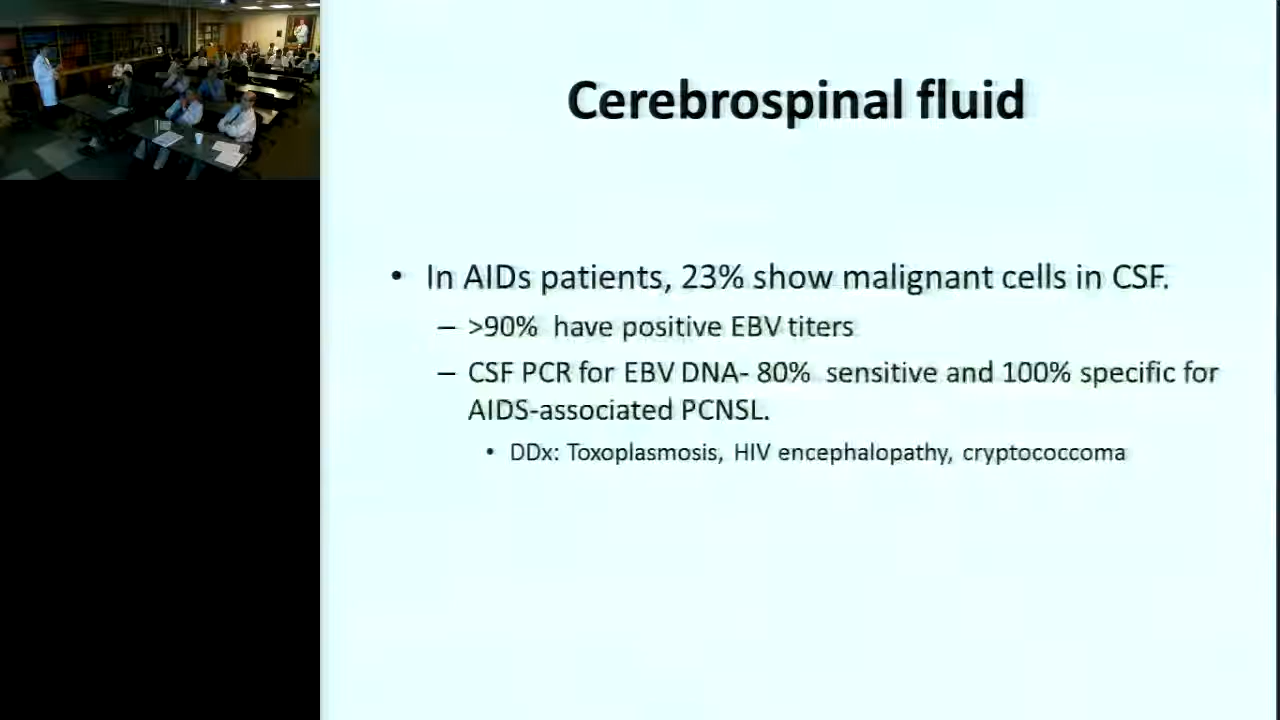 Cerebrospinal fluid
• In AIDs patients, 23% show malignant cells in CSF.
– >90% have positive EBV titers
– CSF PCR for EBV DNA- 80% sensitive and 100% specific for
AIDS-associated PCNSL.
• DDx: Toxoplasmosis, HIV encephalopathy, cryptococcoma